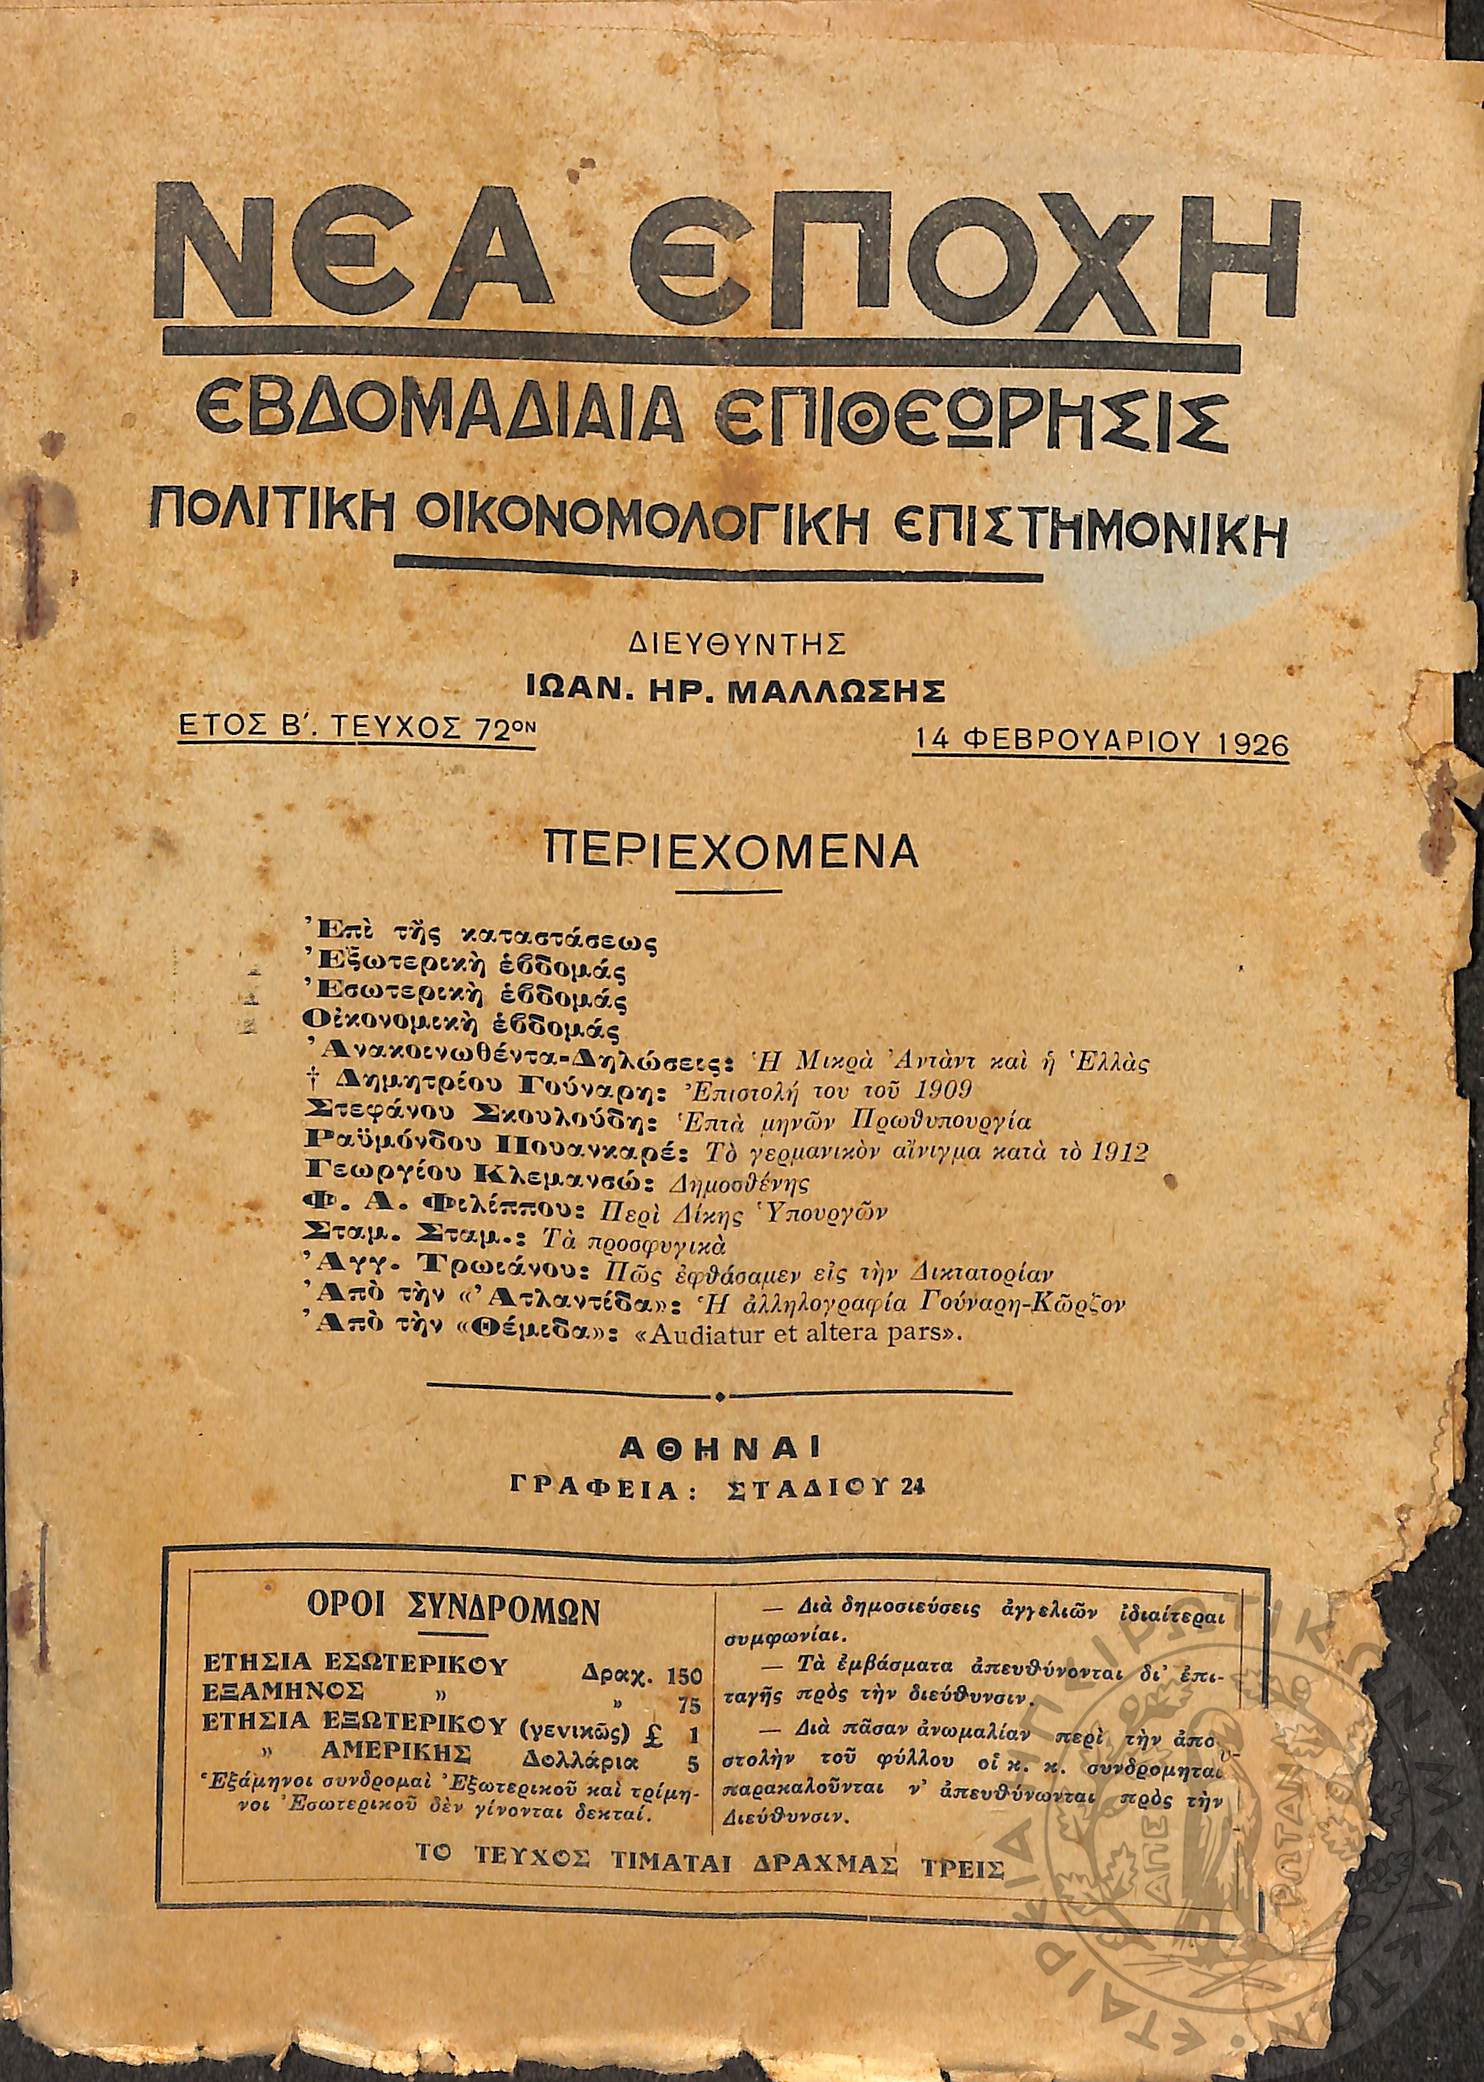 ΝΕΑ ΕΠΟΧΗ
ΕΒΔΟΜΑΔΙΑΙΑ ΕΠΙΘΕΩΡΗΣΙΣ
ΠΟΛΙΤΙΚΗ ΟΙΚΟΝΟΜΟΛΟΓΙΚΗ ΕΠΙΣΤΗΜΟΝΙΚΗ
ΔΙΕΥΘΥΝΤΗΣ
ΙΩΑΝ. ΗΡ. ΜΑΛΛΩΣΗΣ
ΕΤΟΣ Β'. ΤΕΥΧΟΣ 72ΟΝ
14 ΦΕΒΡΟΥΑΡΙΟΥ 1926
ΠΕΡΙΕΧΟΜΕΝΑ
Ἐπὶ τῆς καταστάσεως
Ἐξωτερικὴ ἑβδομάς
Ἐσωτερικὴ ἑβδομάς
Οἰκονομικὴ ἑβδομάς
Ἀνακοινωθέντα-Δηλώσεις: Ἡ Μικρὰ Ἀντὰντ καὶ ἡ Ἑλλὰς
† Δημητρίου Γούναρη: Ἐπιστολή του τοῦ 1909
Στεφάνου Σκουλούδη: Ἑπτὰ μηνῶν Πρωθυπουργία
Ραϋμόνδου Πουανκαρέ: Τὸ γερμανικὸν αἴνιγμα κατὰ τὸ 1912
Γεωργίου Κλεμανσώ: Δημοσθένης
Φ. Α. Φιλίππου: Περὶ Δίκης Ὑπουργῶν
Σταμ. Σταμ.: Τὰ προσφυγικὰ
Ἀγγ. Τρωιάνου: Πῶς ἐφθάσαμεν εἰς τὴν Δικτατορίαν
Ἀπὸ τὴν «Ἀτλαντίδα»: Ἡ ἀλληλογραφία Γούναρη-Κῶρζον
Ἀπὸ τὴν «Θέμιδα»: «Audiatur et altera pars».
ΑΘΗΝΑΙ
ΓΡΑΦΕΙΑ: ΣΤΑΔΙΟΥ 24
ΟΡΟΙ ΣΥΝΔΡΟΜΩΝ
ΕΤΗΣΙΑ ΕΣΩΤΕΡΙΚΟΥ Δραχ. 150
ΕΞΑΜΗΝΟΣ » » 75
ΕΤΗΣΙΑ ΕΞΩΤΕΡΙΚΟΥ (γενικῶς) £ 1
» ΑΜΕΡΙΚΗΣ Δολλάρια 5
Ἑξάμηνοι συνδρομαὶ Ἐξωτερικοῦ καὶ τρίμη-
νοι Ἐσωτερικοῦ δὲν γίνονται δεκταί.
— Διὰ δημοσιεύσεις ἀγγελιῶν ἰδιαίτεραι
συμφωνίαι.
— Τὰ ἐμβάσματα ἀπευθύνονται δι' ἐπι-
ταγῆς πρὸς τὴν διεύθυνσιν.
— Διὰ πᾶσαν ἀνωμαλίαν περὶ τὴν ἀπο-
στολὴν τοῦ φύλλου οἱ κ. κ. συνδρομηταὶ
παρακαλοῦνται ν' ἀπευθύνωνται πρὸς τὴν
Διεύθυνσιν.
ΤΟ ΤΕΥΧΟΣ ΤΙΜΑΤΑΙ ΔΡΑΧΜΑΣ ΤΡΕΙΣ
ΕΤΑΙΡΕΙΑ ΗΠΕΙΡΩΤΙΚΩΝ ΜΕΛΕΤΩΝ
ΑΠΕΙΡΩΤΑΝ